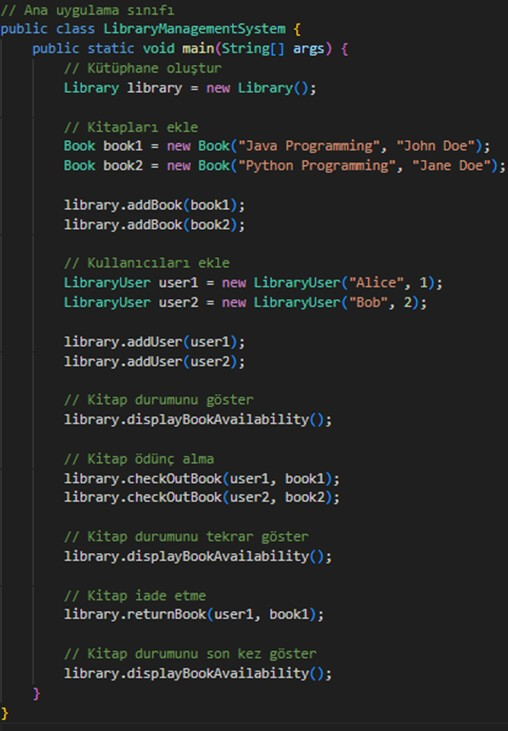 // Ana uygulama sınıfı
public class LibraryManagementSystem {
public static void main(String[] args) {
// Kütüphane oluştur
Library library = new Library();
// Kitapları ekle
Book book1 = new Book("Java Programming", "John Doe");
Book book2 = new Book("Python Programming", "Jane Doe");
library.addBook(book1);
library.addBook(book2);
// Kullanıcıları ekle
LibraryUser user1 = new LibraryUser("Alice", 1);
LibraryUser user2 = new LibraryUser("Bob", 2);
library.addUser(user1);
library.addUser(user2);
// Kitap durumunu göster
library.displayBookAvailability();
// Kitap ödünç alma
library.checkOutBook(user1, book1);
library.checkOutBook(user2, book2);
// Kitap durumunu tekrar göster
library.displayBookAvailability();
// Kitap iade etme
library.returnBook(user1, book1);
// Kitap durumunu son kez göster
library.displayBookAvailability();
}
}